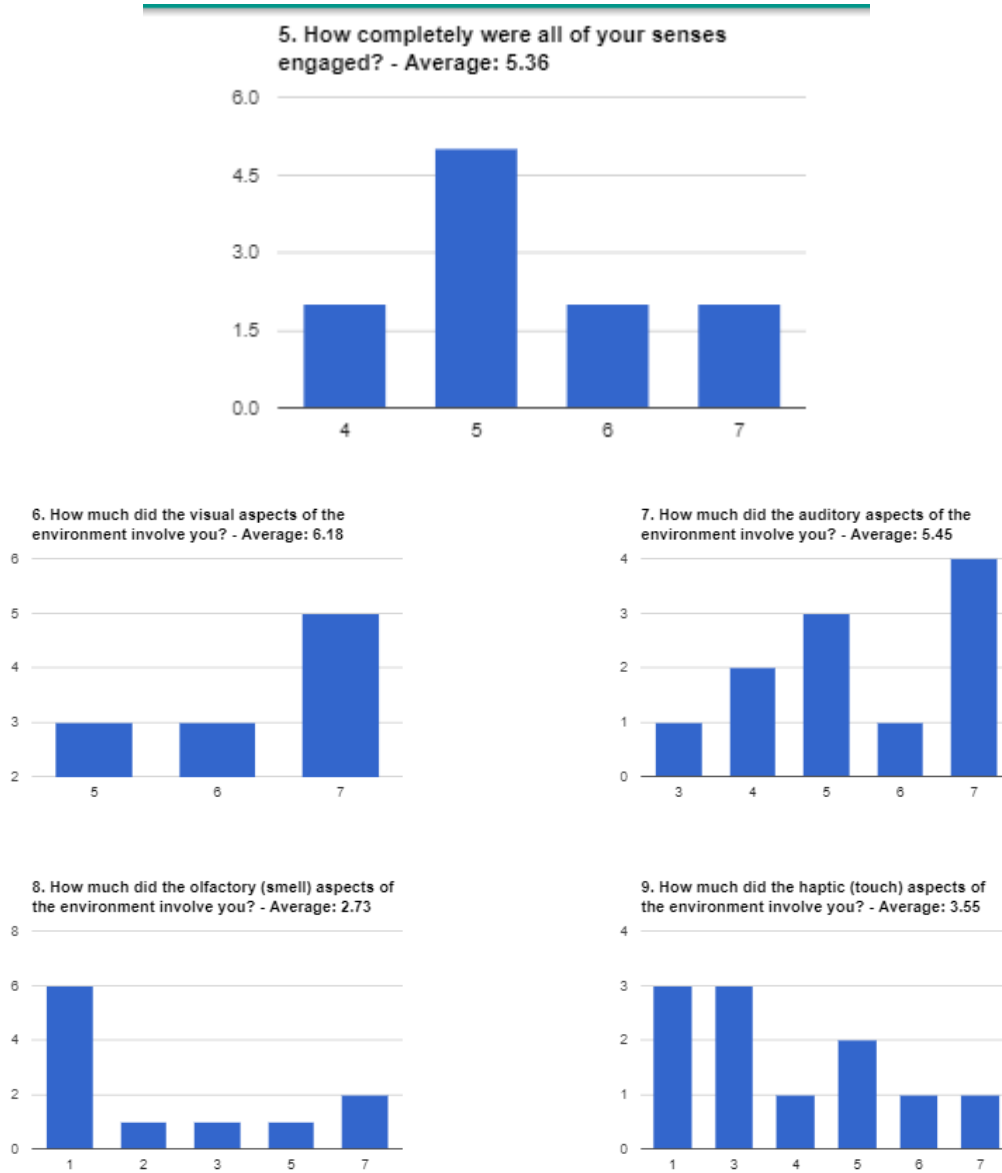 5. How completely were all of your senses
engaged? - Average: 5.36
6.0
4.5
3.0
1.5
0.0
4 5 6 7
6. How much did the visual aspects of the
environment involve you? - Average: 6.18
6
5
4
3
2
5 6 7
7. How much did the auditory aspects of the
environment involve you? - Average: 5.45
4
3
2
1
0
3 4 5 6 7
8. How much did the olfactory (smell) aspects of
the environment involve you? - Average: 2.73
8
6
4
2
0
1 2 3 5 7
9. How much did the haptic (touch) aspects of
the environment involve you? - Average: 3.55
4
3
2
1
0
1 3 4 5 6 7